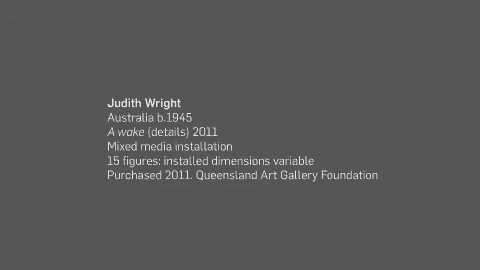 Judith Wright
Australia b.1945
A wake (details) 2011
Mixed media installation
15 figures: installed dimensions variable
Purchased 2011. Queensland Art Gallery Foundation